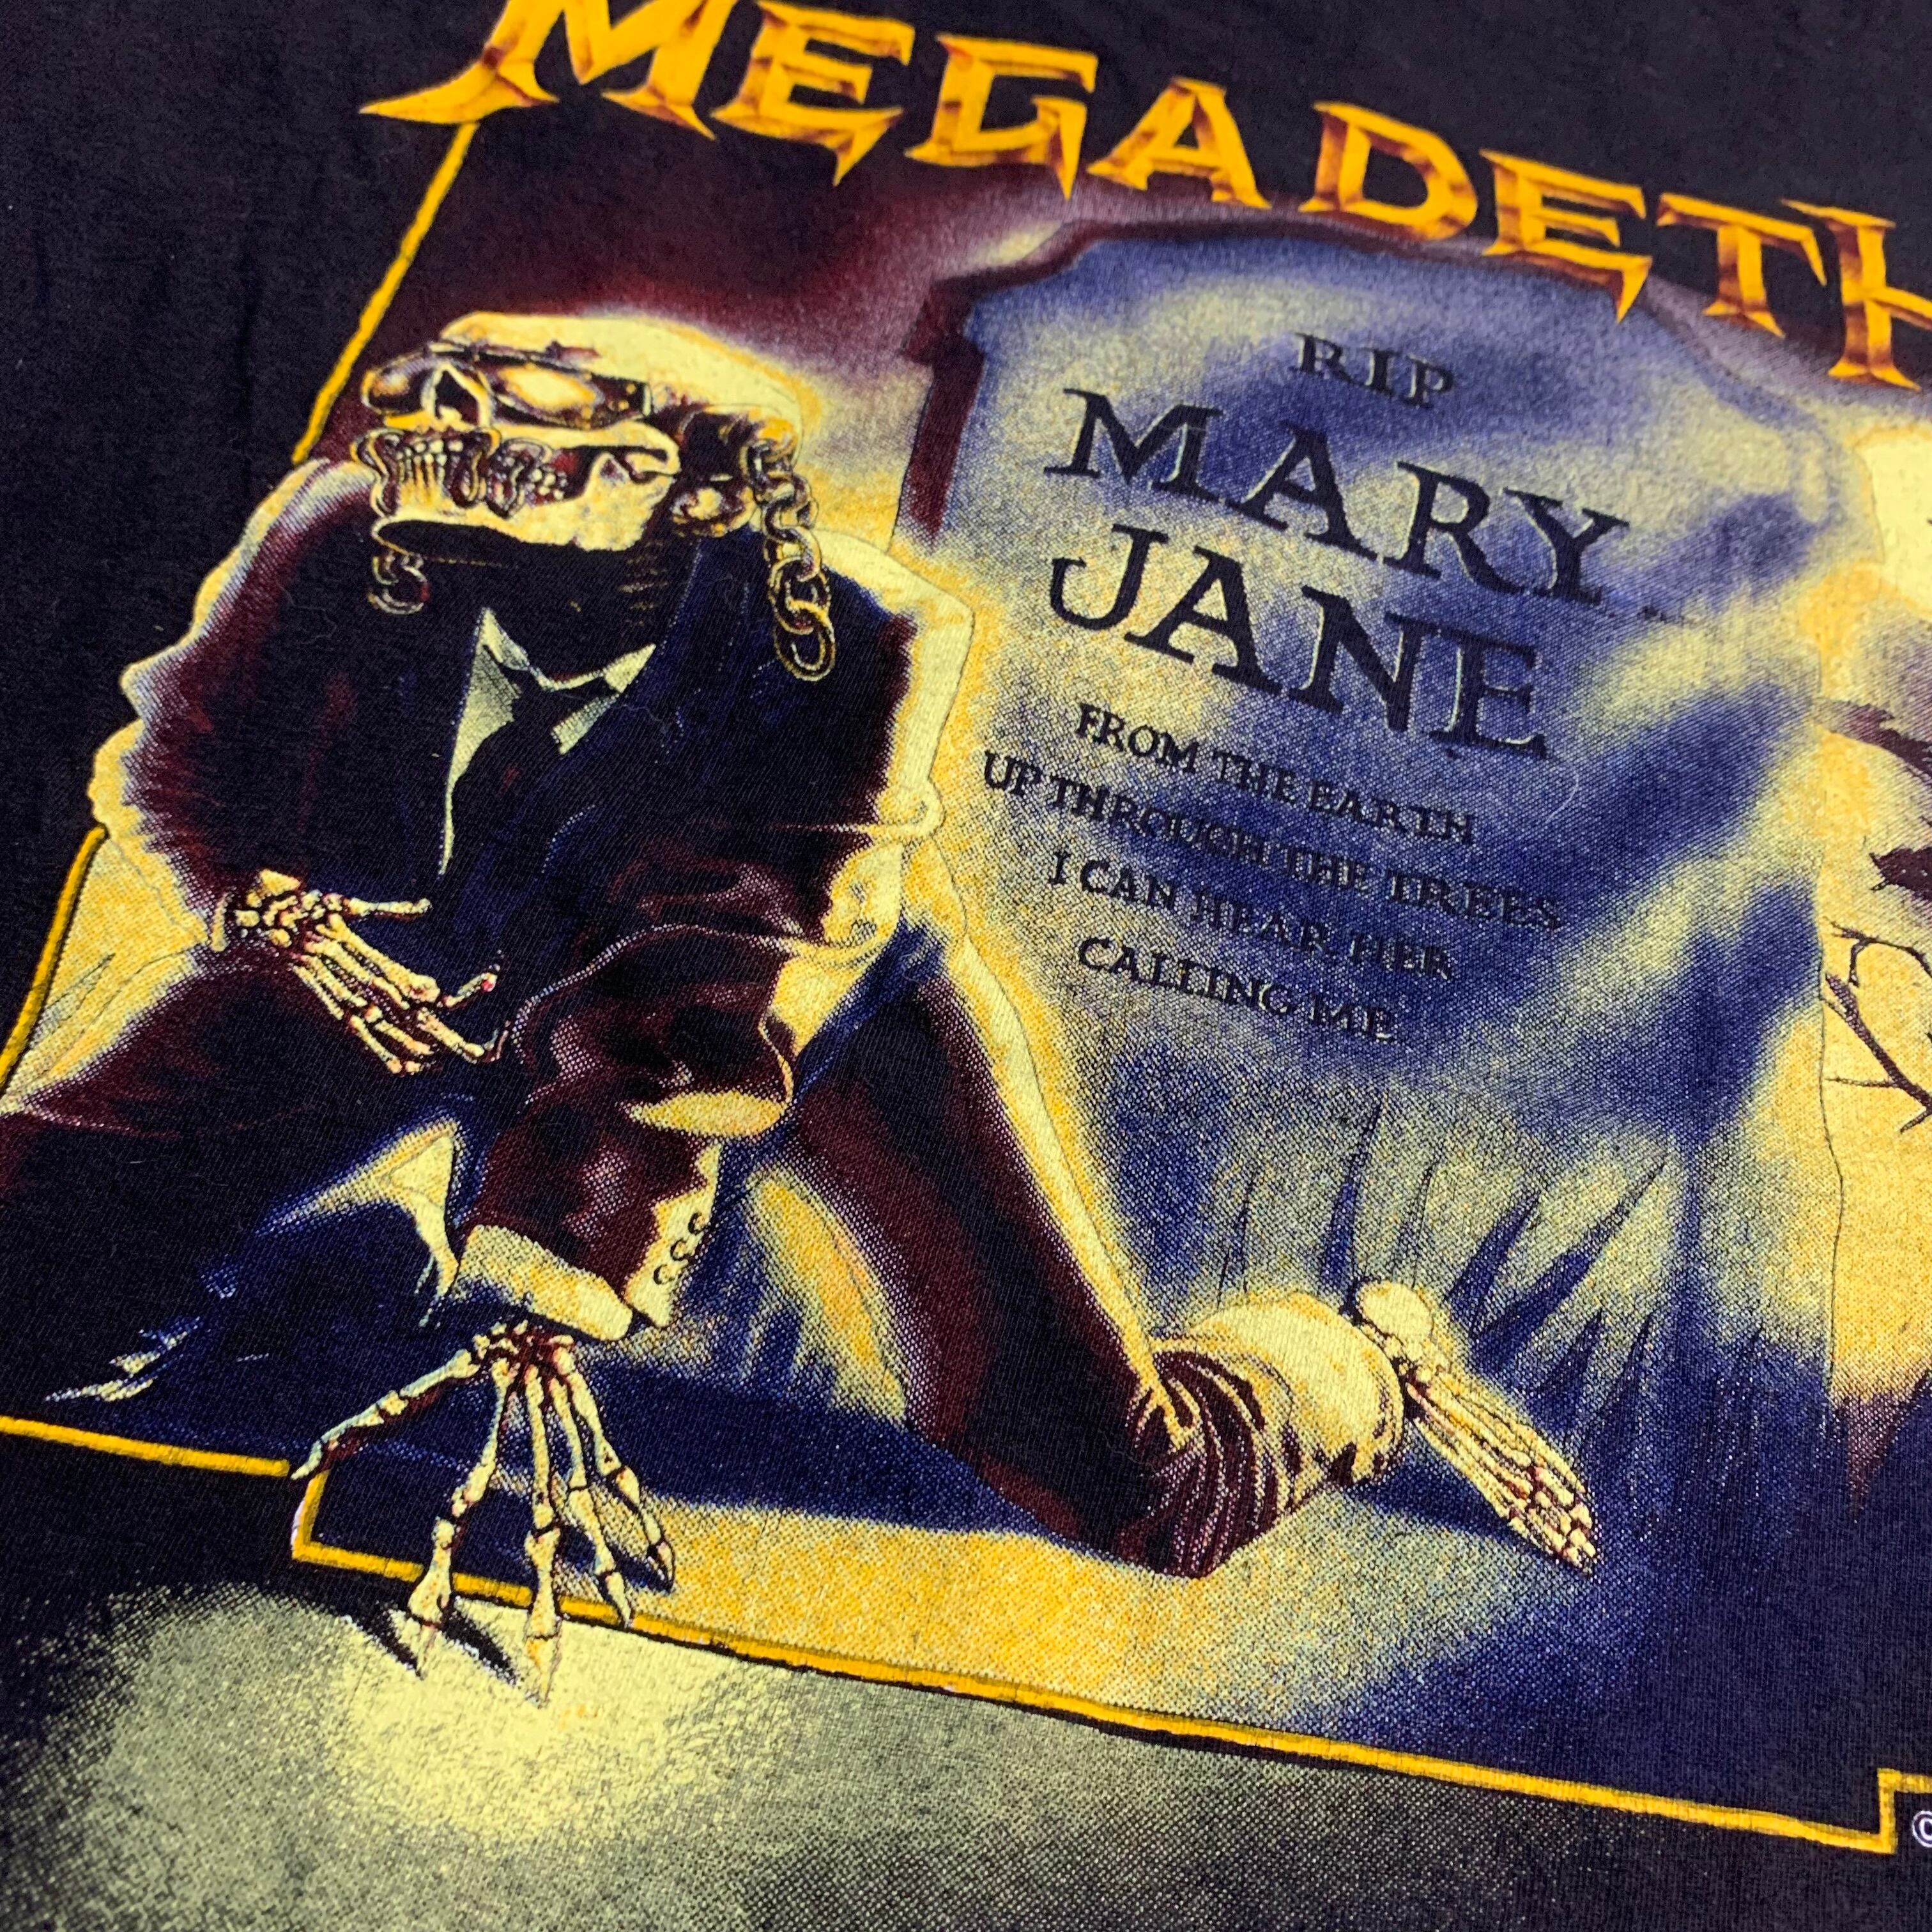 MEGADETH
RIP
MARY
JANE
FROM THE EARTH
UP THROUGH THE TREES
I CAN HEAR HER
CALLING ME
©